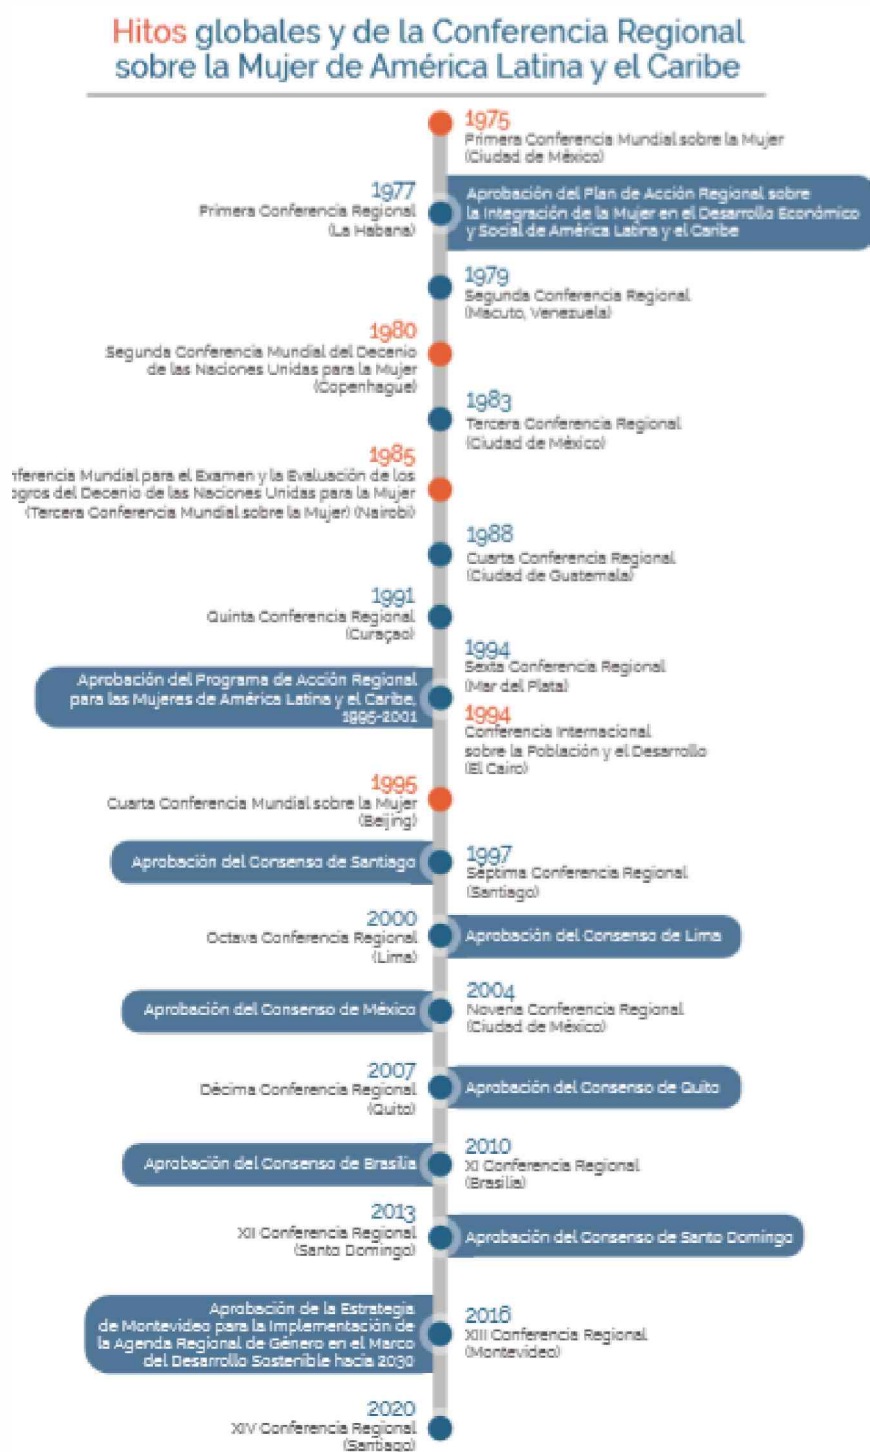 Hitos globales y de la Conferencia Regional
sobre la Mujer de América Latina y el Caribe
1975
Primera Conferencia Mundial sobre la Mujer
(Ciudad de México)
1977
Primera Conferencia Regional
(La Habana)
Aprobación del Plan de Acción Regional sobre
la Integración de la Mujer en el Desarrollo Económico
y Social de América Latina y el Caribe
1979
Segunda Conferencia Regional
(Macuto, Venezuela)
1980
Segunda Conferencia Mundial del Decenio
de las Naciones Unidas para la Mujer
(Copenhague)
1983
Tercera Conferencia Regional
(Ciudad de México)
1985
nferencia Mundial para el Examen y la Evaluación de los
ogros del Decenio de las Naciones Unidas para la Mujer
(Tercera Conferencia Mundial sobre la Mujer) (Nairobi)
1988
Cuarta Conferencia Regional
(Ciudad de Guatemala)
1991
Quinta Conferencia Regional
(Curaçao)
1994
Sexta Conferencia Regional
(Mar del Plata)
Aprobación del Programa de Acción Regional
para las Mujeres de América Latina y el Caribe,
1995-2001
1994
Conferencia Internacional
sobre la Población y el Desarrollo
(El Cairo)
1995
Cuarta Conferencia Mundial sobre la Mujer
(Beijing)
Aprobación del Consenso de Santiago
1997
Séptima Conferencia Regional
(Santiago)
2000
Octava Conferencia Regional
(Lima)
Aprobación del Consenso de Lima
Aprobación del Consenso de México
2004
Novena Conferencia Regional
(Ciudad de México)
2007
Décima Conferencia Regional
(Quito)
Aprobación del Consenso de Quito
Aprobación del Consenso de Brasilia
2010
XI Conferencia Regional
(Brasilia)
2013
XII Conferencia Regional
(Santo Domingo)
Aprobación del Consenso de Santo Domingo
Aprobación de la Estrategia
de Montevideo para la Implementación de
la Agenda Regional de Género en el Marco
del Desarrollo Sostenible hacia 2030
2016
XIII Conferencia Regional
(Montevideo)
2020
XIV Conferencia Regional
(Santiago)